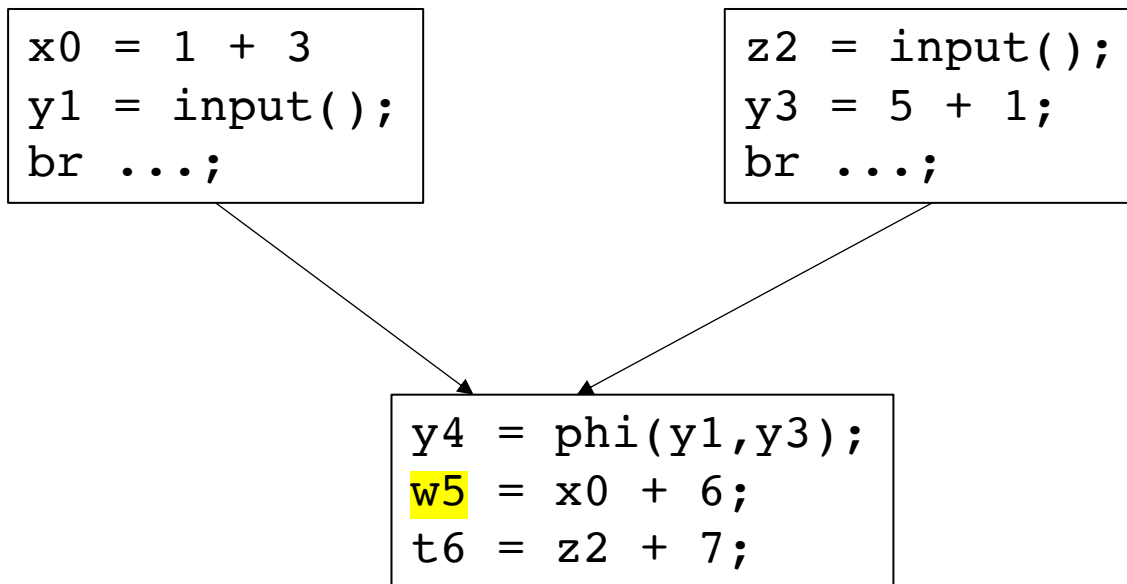 x0 = 1 + 3
y1 = input();
br ...;
z2 = input();
y3 = 5 + 1;
br ...;
y4 = phi(y1,y3);
w5 = x0 + 6;
t6 = z2 + 7;